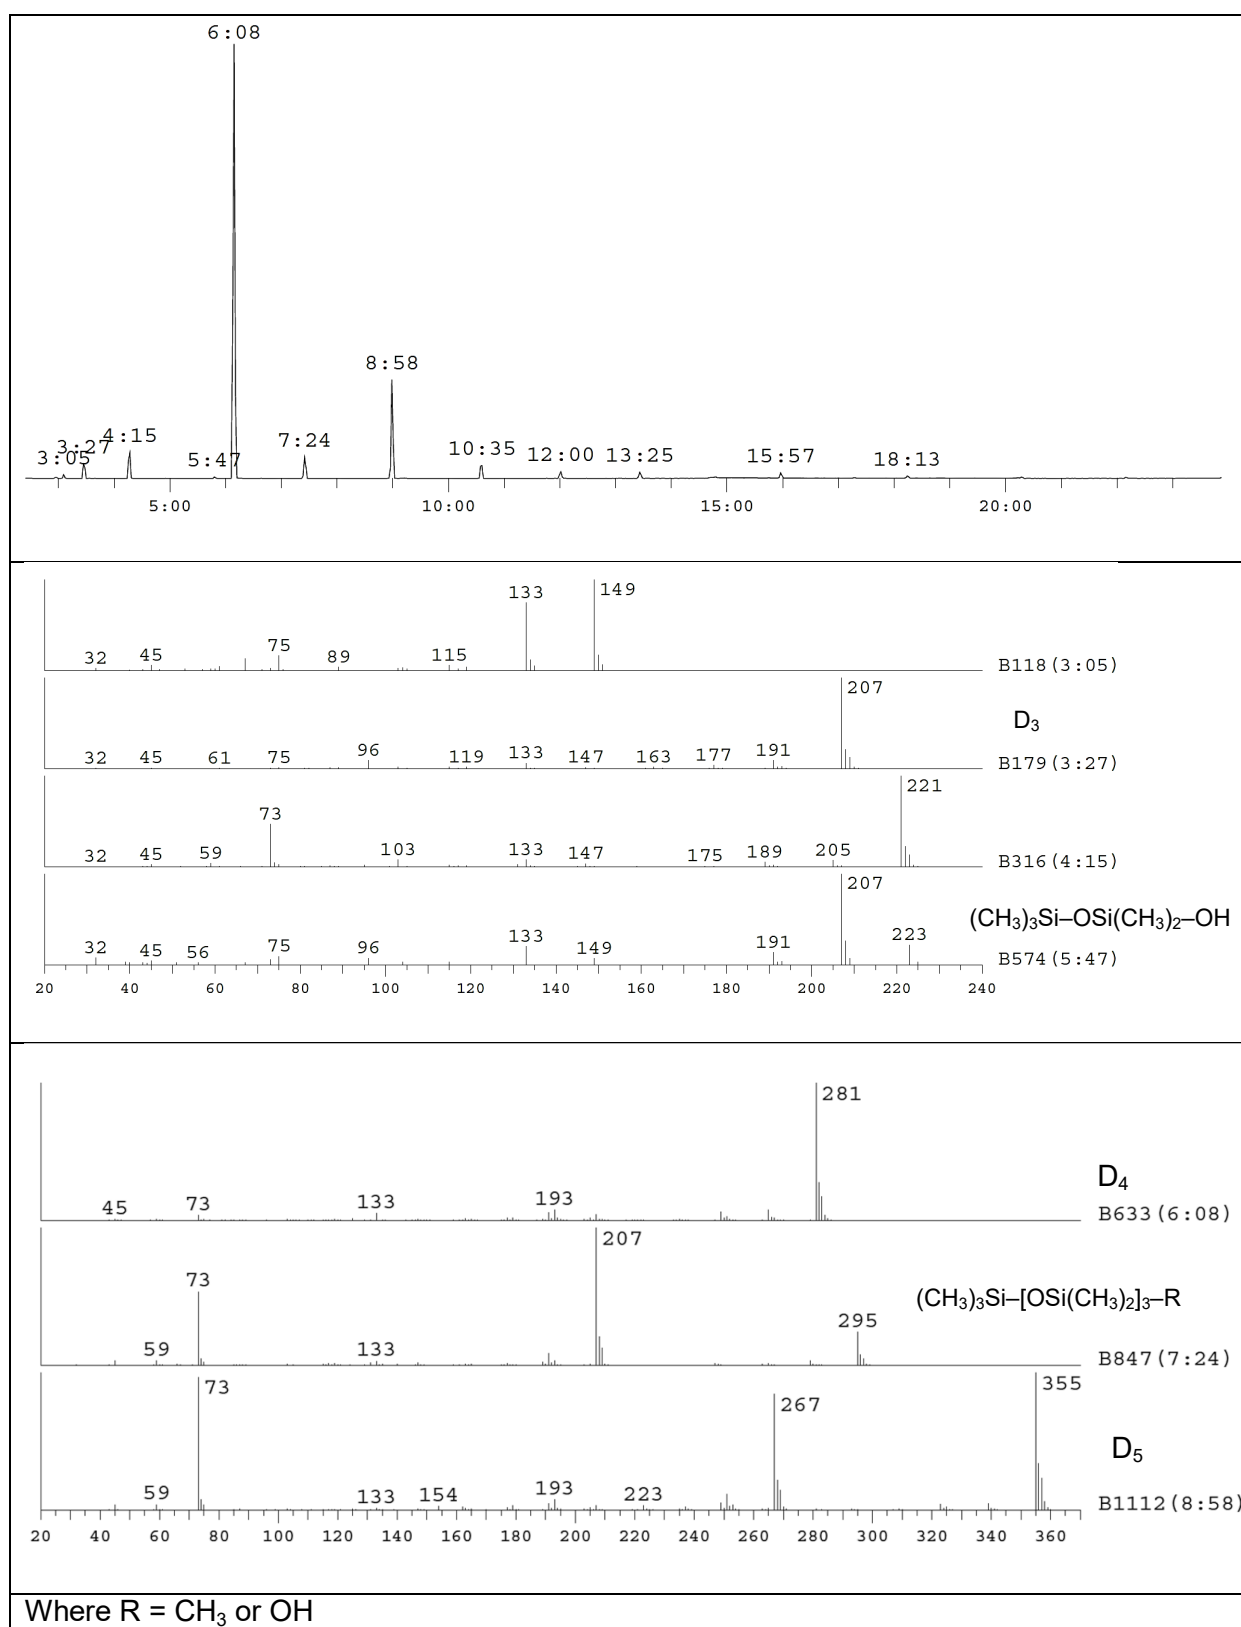 6:08
8:58
4:15
3:27
3:05
5:47
7:24
10:35
12:00
13:25
15:57
18:13
5:00 10:00 15:00 20:00
133 149
32 45 75 89 115
B118(3:05)
207
D₃
32 45 61 75 96 119 133 147 163 177 191
B179(3:27)
221
73
32 45 59 103 133 147 175 189 205
B316(4:15)
207
(CH₃)₃Si–OSi(CH₃)₂–OH
32 45 56 75 96 133 149 191 223
B574(5:47)
20 40 60 80 100 120 140 160 180 200 220 240
281
D₄
45 73 133 193
B633(6:08)
207
73
(CH₃)₃Si–[OSi(CH₃)₂]₃–R
295
59 133
B847(7:24)
73 267 355
D₅
59 133 154 193 223
B1112(8:58)
20 40 60 80 100 120 140 160 180 200 220 240 260 280 300 320 340 360
Where R = CH₃ or OH